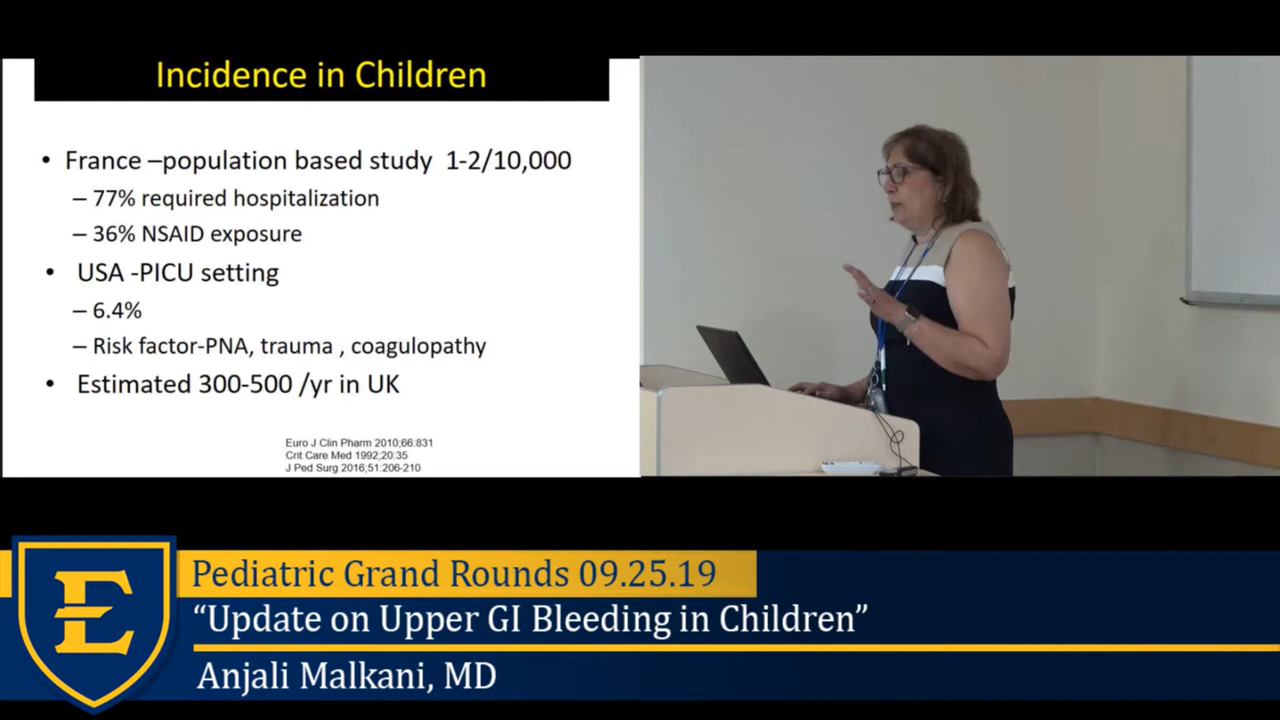 Incidence in Children
• France –population based study 1-2/10,000
– 77% required hospitalization
– 36% NSAID exposure
• USA -PICU setting
– 6.4%
– Risk factor-PNA, trauma , coagulopathy
• Estimated 300-500 /yr in UK
Euro J Clin Pharm 2010;66:831
Crit Care Med 1992;20:35
J Ped Surg 2016;51:206-210
E
Pediatric Grand Rounds 09.25.19
“Update on Upper GI Bleeding in Children”
Anjali Malkani, MD